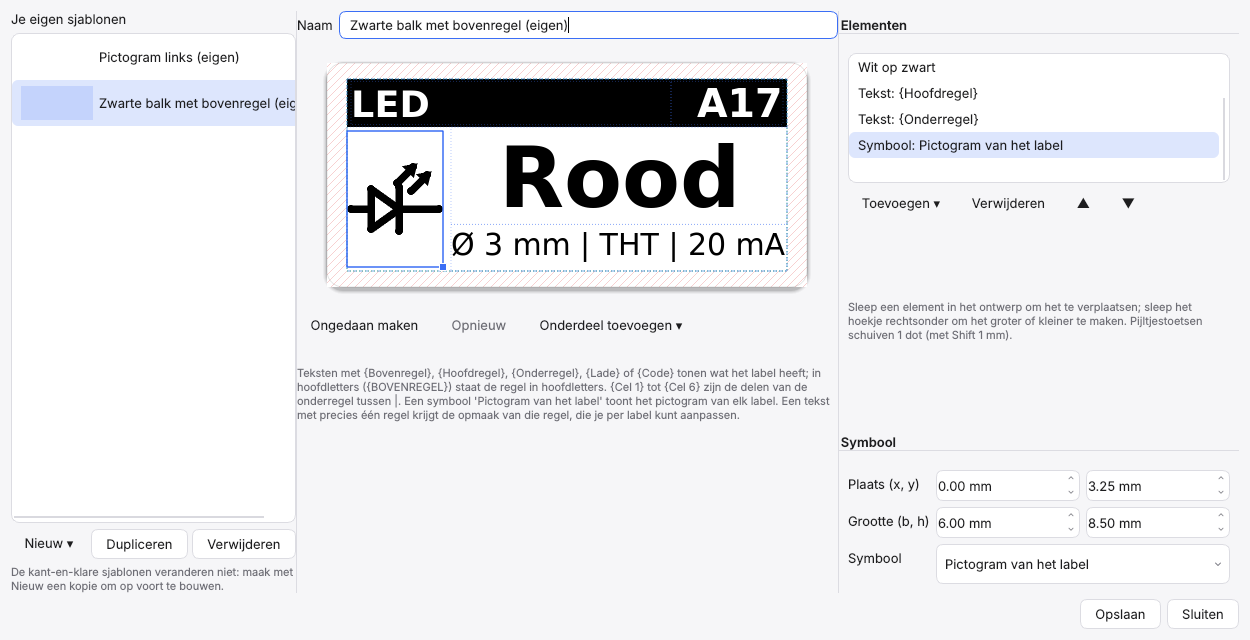 Je eigen sjablonen
Pictogram links (eigen)
Zwarte balk met bovenregel (eig
Nieuw ▾
Dupliceren
Verwijderen
De kant-en-klare sjablonen veranderen niet: maak met
Nieuw een kopie om op voort te bouwen.
Naam
Zwarte balk met bovenregel (eigen)
LED
A17
Rood
Ø 3 mm | THT | 20 mA
Ongedaan maken
Opnieuw
Onderdeel toevoegen ▾
Teksten met {Bovenregel}, {Hoofdregel}, {Onderregel}, {Lade} of {Code} tonen wat het label heeft; in
hoofdletters ({BOVENREGEL}) staat de regel in hoofdletters. {Cel 1} tot {Cel 6} zijn de delen van de
onderregel tussen |. Een symbool 'Pictogram van het label' toont het pictogram van elk label. Een tekst
met precies één regel krijgt de opmaak van die regel, die je per label kunt aanpassen.
Elementen
Wit op zwart
Tekst: {Hoofdregel}
Tekst: {Onderregel}
Symbool: Pictogram van het label
Toevoegen ▾
Verwijderen
▲
▼
Sleep een element in het ontwerp om het te verplaatsen; sleep het
hoekje rechtsonder om het groter of kleiner te maken. Pijltjestoetsen
schuiven 1 dot (met Shift 1 mm).
Symbool
Plaats (x, y)
0.00 mm
3.25 mm
Grootte (b, h)
6.00 mm
8.50 mm
Symbool
Pictogram van het label
Opslaan
Sluiten